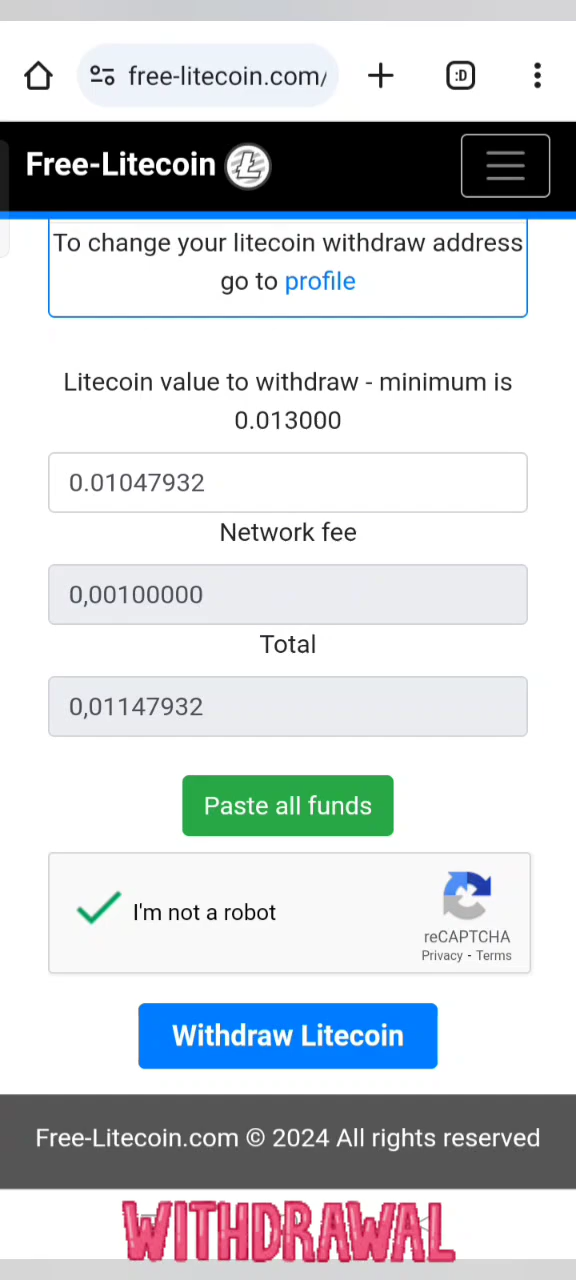 free-litecoin.com/
:D
Free-Litecoin
To change your litecoin withdraw address
go to profile
Litecoin value to withdraw - minimum is
0.013000
0.01047932
Network fee
0,00100000
Total
0,01147932
Paste all funds
I'm not a robot
reCAPTCHA
Privacy - Terms
Withdraw Litecoin
Free-Litecoin.com © 2024 All rights reserved
WITHDRAWAL